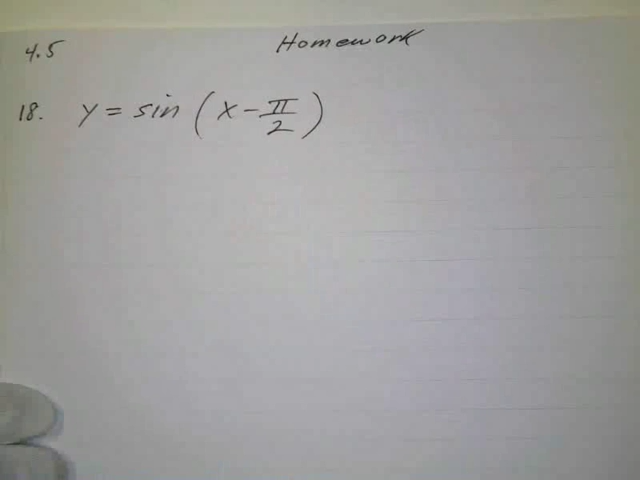 4.5 Homework
18. y = sin (x - π/2)